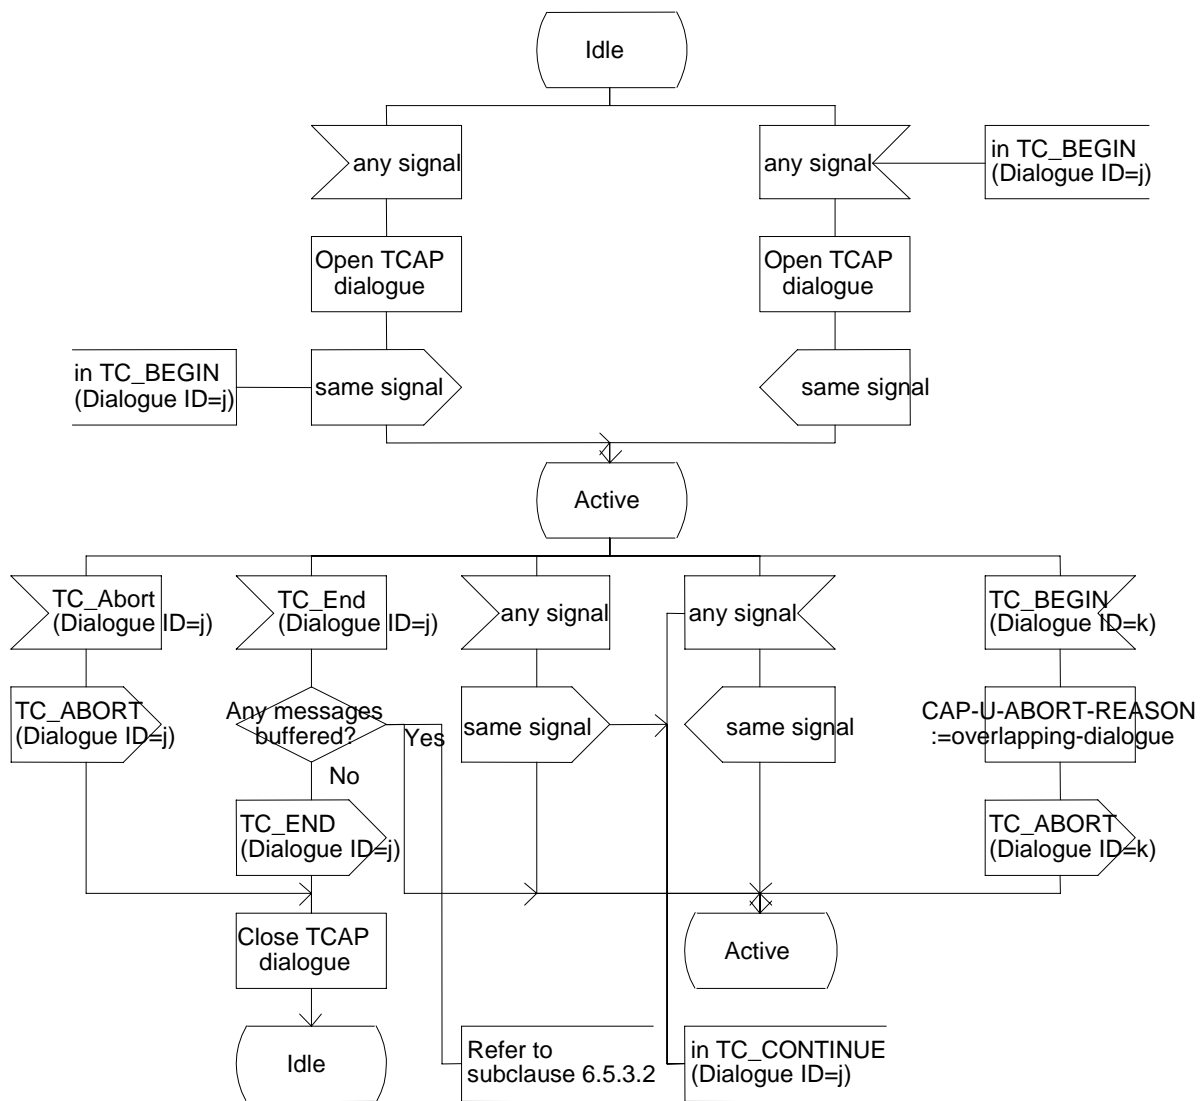 Idle
any signal
any signal
in TC_BEGIN
(Dialogue ID=j)
Open TCAP
dialogue
Open TCAP
dialogue
in TC_BEGIN
(Dialogue ID=j)
same signal
same signal
Active
TC_Abort
(Dialogue ID=j)
TC_End
(Dialogue ID=j)
any signal
any signal
TC_BEGIN
(Dialogue ID=k)
TC_ABORT
(Dialogue ID=j)
Any messages
buffered?
Yes
No
same signal
same signal
CAP-U-ABORT-REASON
:=overlapping-dialogue
TC_END
(Dialogue ID=j)
TC_ABORT
(Dialogue ID=k)
Close TCAP
dialogue
Active
Idle
Refer to
subclause 6.5.3.2
in TC_CONTINUE
(Dialogue ID=j)